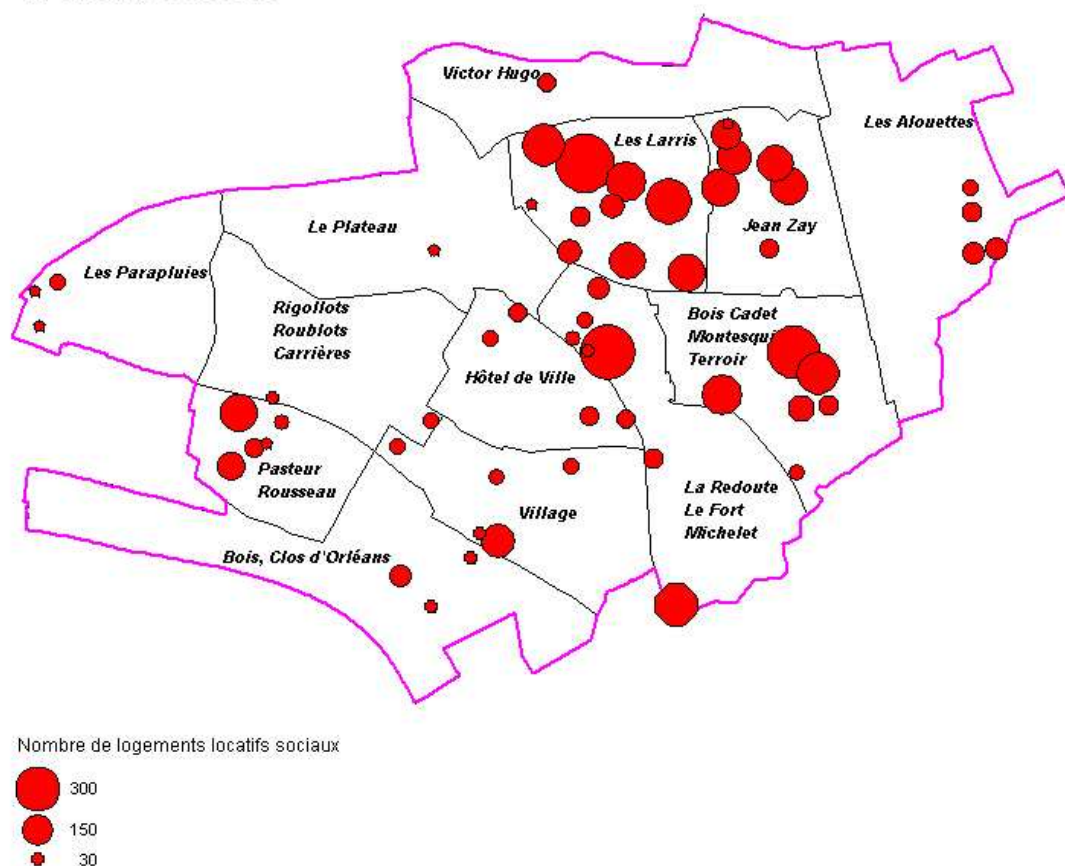 Victor Hugo
Les Larris
Les Alouettes
Le Plateau
Jean Zay
Les Parapluies
Rigollots
Roublots
Carrières
Bois Cadet
Montesqui
Terroir
Hôtel de Ville
Pasteur
Rousseau
Village
La Redoute
Le Fort
Michelet
Bois, Clos d'Orléans
Nombre de logements locatifs sociaux
300
150
30